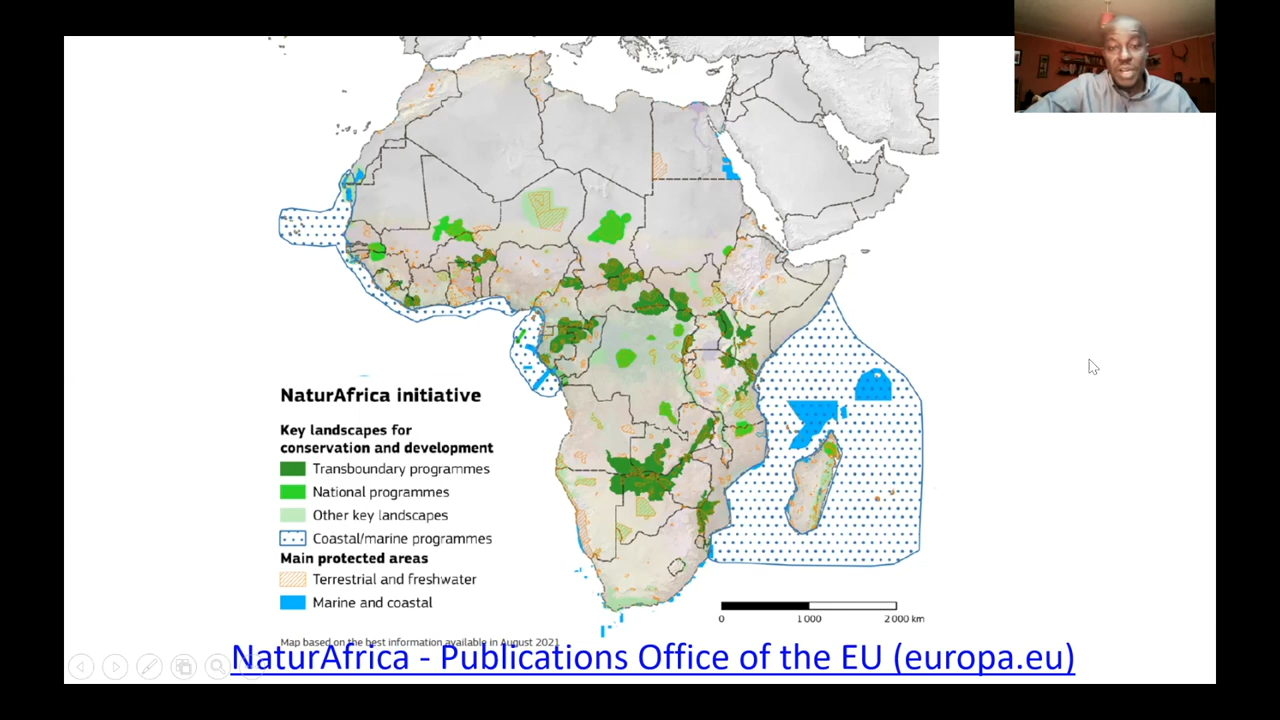 NaturAfrica initiative
Key landscapes for
conservation and development
Transboundary programmes
National programmes
Other key landscapes
Coastal/marine programmes
Main protected areas
Terrestrial and freshwater
Marine and coastal
0 1 000 2 000 km
Map based on the best information available in August 2021
NaturAfrica - Publications Office of the EU (europa.eu)